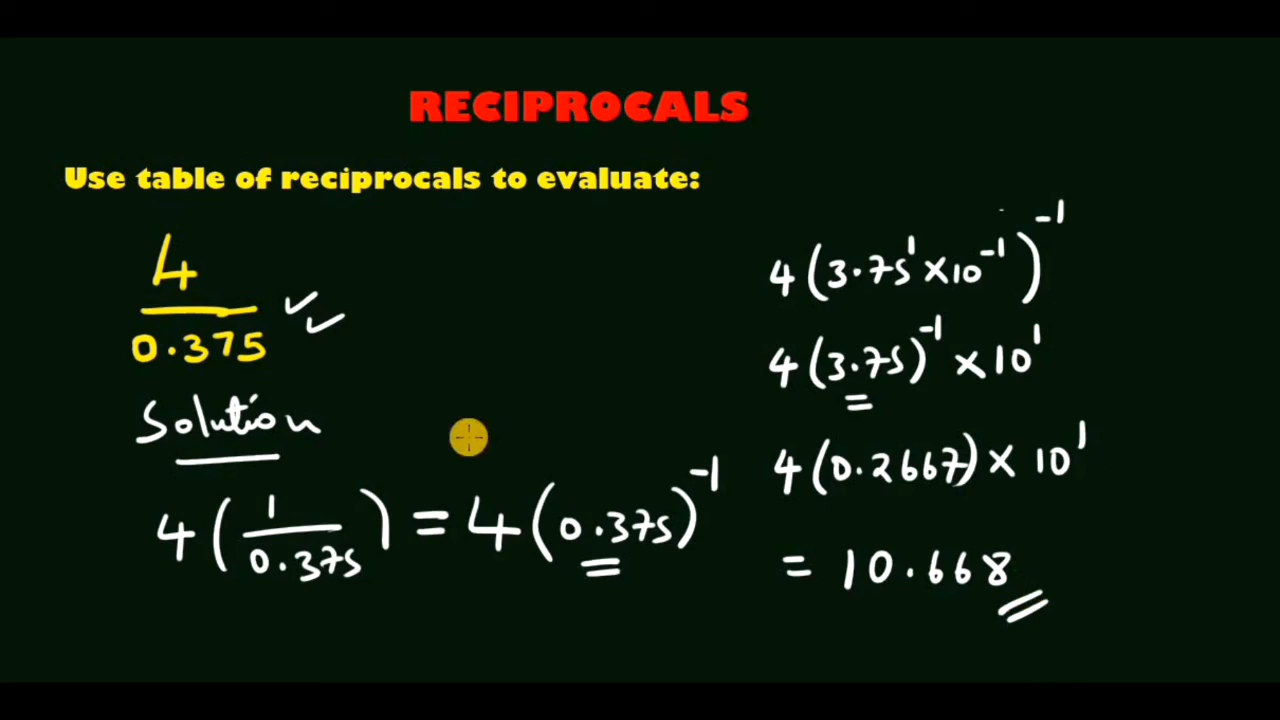 RECIPROCALS
Use table of reciprocals to evaluate:
4
0.375
Solution
4(1/0.375) = 4(0.375)^-1
4(3.75 × 10^-1)^-1
4(3.75)^-1 × 10^1
4(0.2667) × 10^1
= 10.668